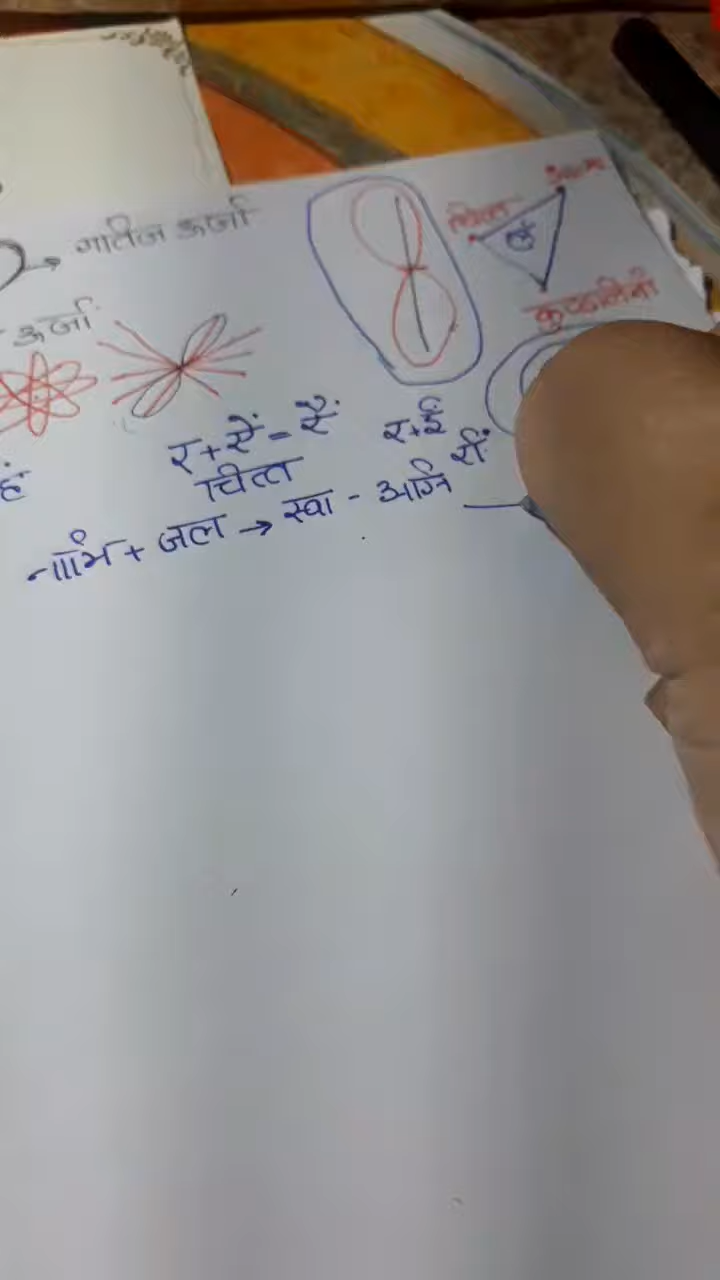 गतिज ऊर्जा
ऊर्जा
चित्त
कुण्डलिनी
हं
र+ऐं=रैं
र+ई
रीं
चित्त
नाभि + जल → स्वा - अग्नि